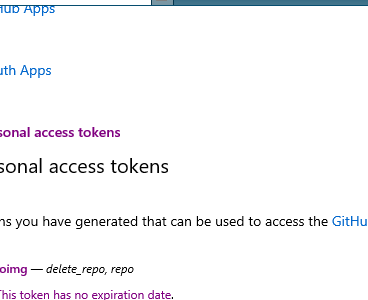 Hub Apps
uth Apps
sonal access tokens
sonal access tokens
ns you have generated that can be used to access the GitHu
oimg — delete_repo, repo
This token has no expiration date.